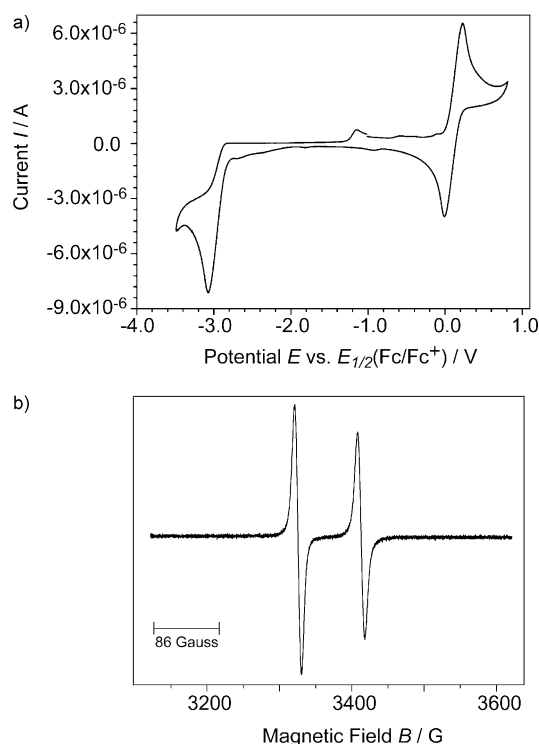 a)
6.0x10-6
3.0x10-6
0.0
-3.0x10-6
-6.0x10-6
-9.0x10-6
Current I / A
-4.0 -3.0 -2.0 -1.0 0.0 1.0
Potential E vs. E1/2(Fc/Fc+) / V
b)
86 Gauss
3200 3400 3600
Magnetic Field B / G